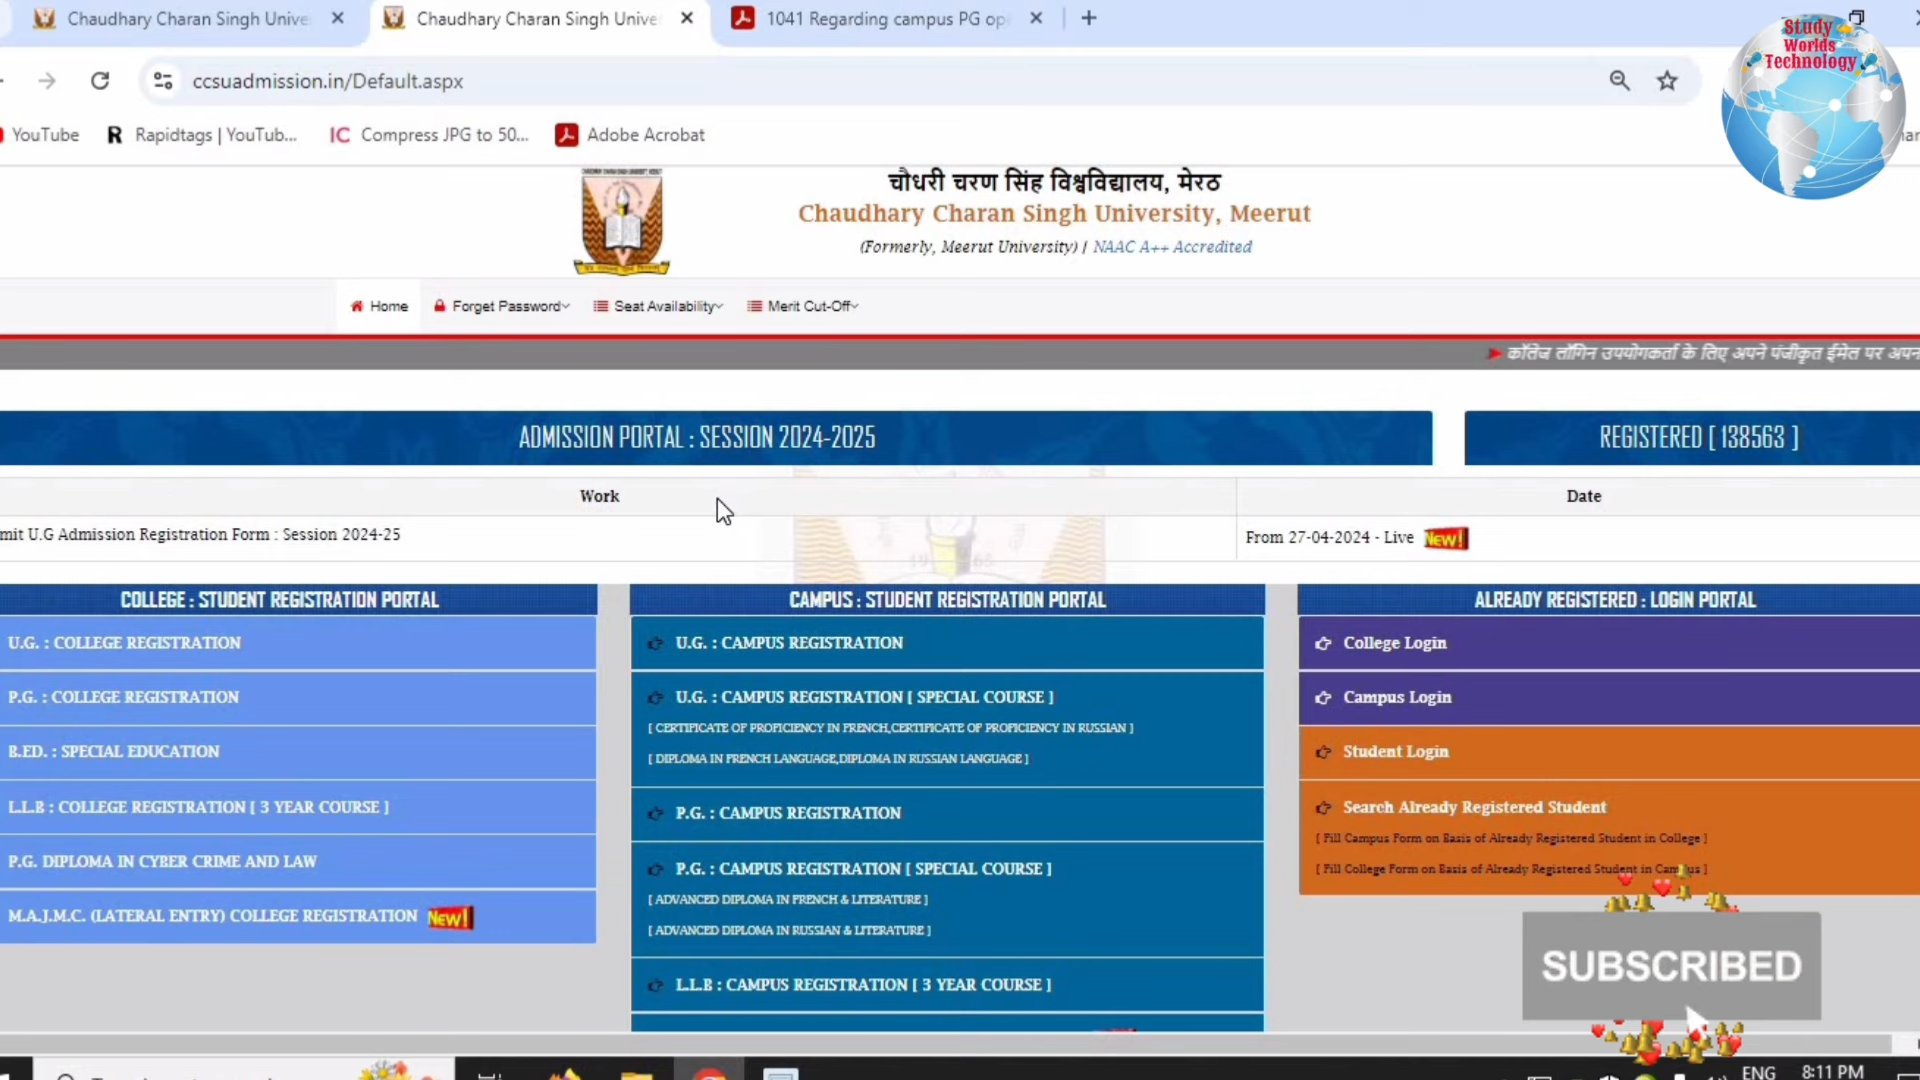 Chaudhary Charan Singh Unive
Chaudhary Charan Singh Unive
1041 Regarding campus PG op
Study
Worlds
Technology
ccsuadmission.in/Default.aspx
YouTube
Rapidtags | YouTub...
IC Compress JPG to 50...
Adobe Acrobat
चौधरी चरण सिंह विश्वविद्यालय, मेरठ
Chaudhary Charan Singh University, Meerut
(Formerly, Meerut University) | NAAC A++ Accredited
Home
Forget Password
Seat Availability
Merit Cut-Off
कॉलेज लॉगिन उपयोगकर्ता के लिए अपने पंजीकृत ईमेल पर
ADMISSION PORTAL : SESSION 2024-2025
REGISTERED [ 138563 ]
Work
Date
mit U.G Admission Registration Form : Session 2024-25
From 27-04-2024 - Live New!
COLLEGE : STUDENT REGISTRATION PORTAL
U.G. : COLLEGE REGISTRATION
P.G. : COLLEGE REGISTRATION
B.ED. : SPECIAL EDUCATION
L.L.B : COLLEGE REGISTRATION [ 3 YEAR COURSE ]
P.G. DIPLOMA IN CYBER CRIME AND LAW
M.A.J.M.C. (LATERAL ENTRY) COLLEGE REGISTRATION New!
CAMPUS : STUDENT REGISTRATION PORTAL
U.G. : CAMPUS REGISTRATION
U.G. : CAMPUS REGISTRATION [ SPECIAL COURSE ]
[ CERTIFICATE OF PROFICIENCY IN FRENCH,CERTIFICATE OF PROFICIENCY IN RUSSIAN ]
[ DIPLOMA IN FRENCH LANGUAGE,DIPLOMA IN RUSSIAN LANGUAGE ]
P.G. : CAMPUS REGISTRATION
P.G. : CAMPUS REGISTRATION [ SPECIAL COURSE ]
[ ADVANCED DIPLOMA IN FRENCH & LITERATURE ]
[ ADVANCED DIPLOMA IN RUSSIAN & LITERATURE ]
L.L.B : CAMPUS REGISTRATION [ 3 YEAR COURSE ]
ALREADY REGISTERED : LOGIN PORTAL
College Login
Campus Login
Student Login
Search Already Registered Student
[ Fill Campus Form on Basis of Already Registered Student in College ]
[ Fill College Form on Basis of Already Registered Student in Campus ]
SUBSCRIBED
ENG
8:11 PM